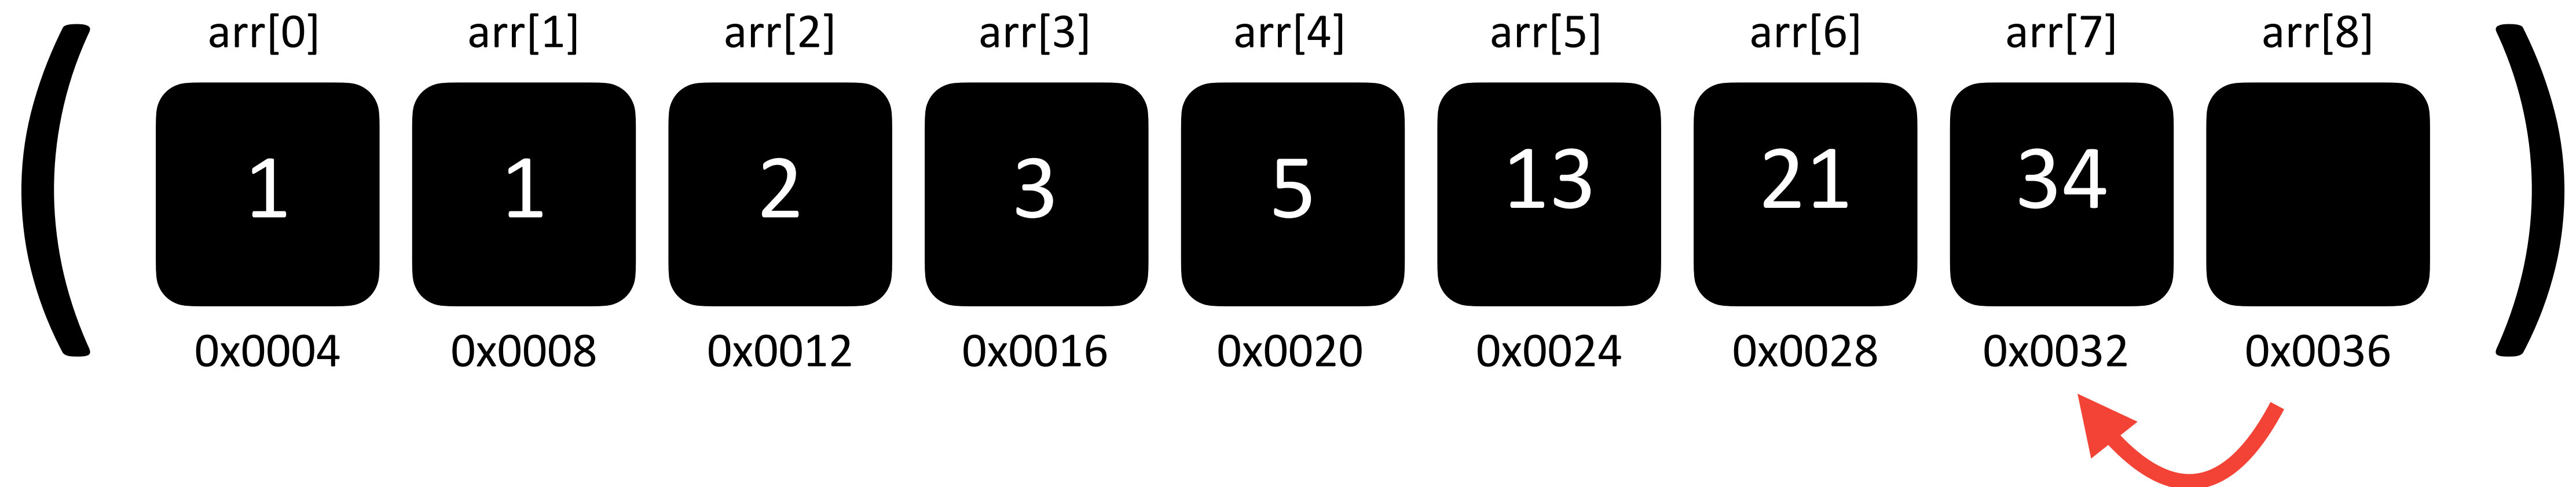 arr[0] arr[1] arr[2] arr[3] arr[4] arr[5] arr[6] arr[7] arr[8]
1 1 2 3 5 13 21 34
0x0004 0x0008 0x0012 0x0016 0x0020 0x0024 0x0028 0x0032 0x0036